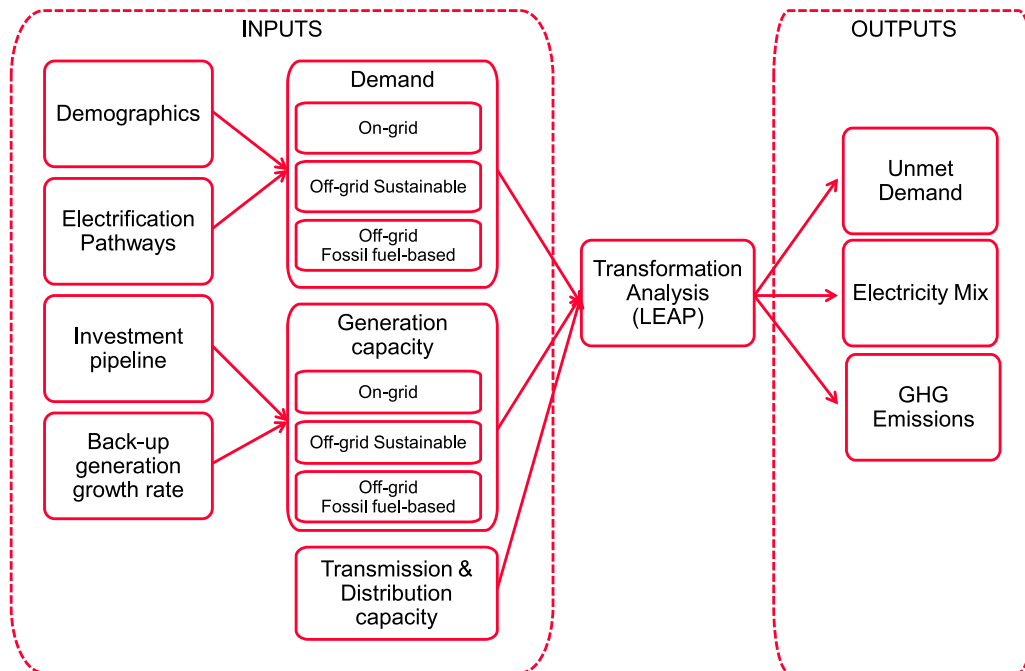 INPUTS
Demographics
Electrification
Pathways
Investment
pipeline
Back-up
generation
growth rate
Demand
On-grid
Off-grid Sustainable
Off-grid
Fossil fuel-based
Generation
capacity
On-grid
Off-grid Sustainable
Off-grid
Fossil fuel-based
Transmission &
Distribution
capacity
Transformation
Analysis
(LEAP)
OUTPUTS
Unmet
Demand
Electricity Mix
GHG
Emissions